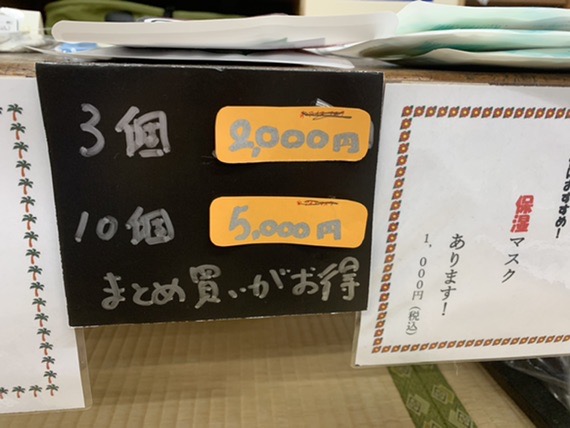 3個 2,000円
10個 5,000円
まとめ買いがお得
保湿マスク
あります!
1,000円(税込)